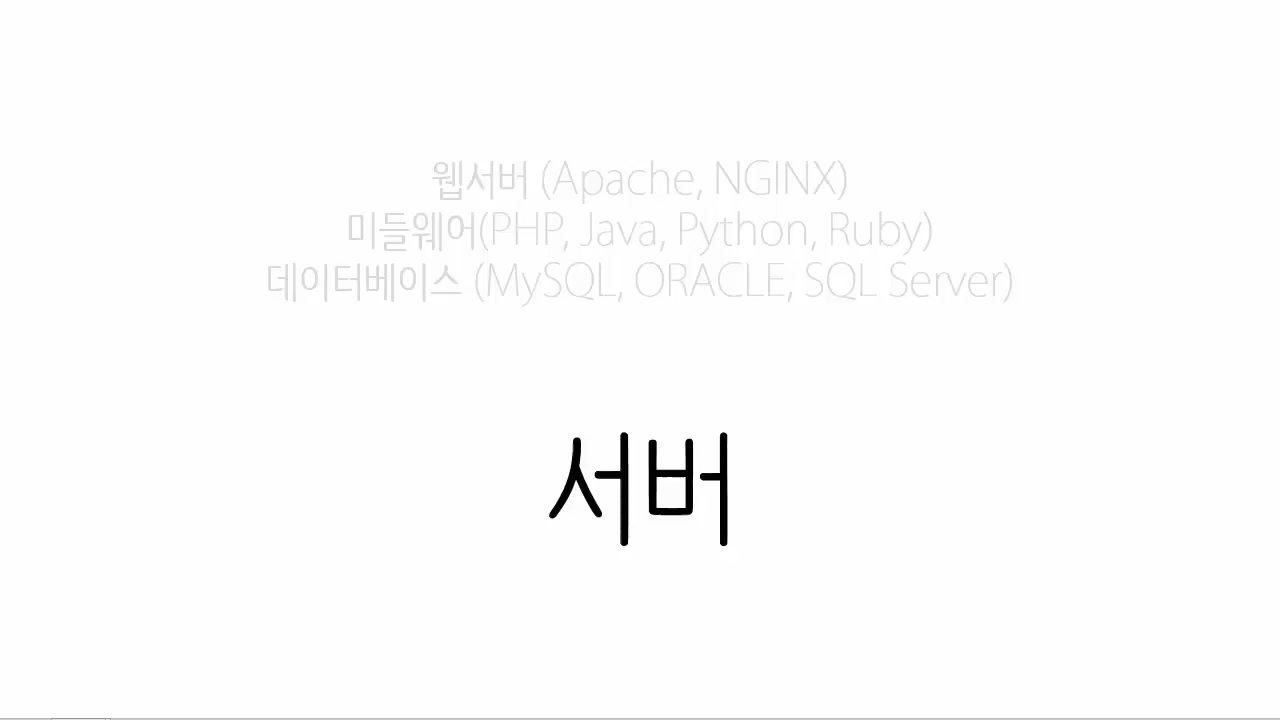 웹서버 (Apache, NGINX)
미들웨어(PHP, Java, Python, Ruby)
데이터베이스 (MySQL, ORACLE, SQL Server)
서버